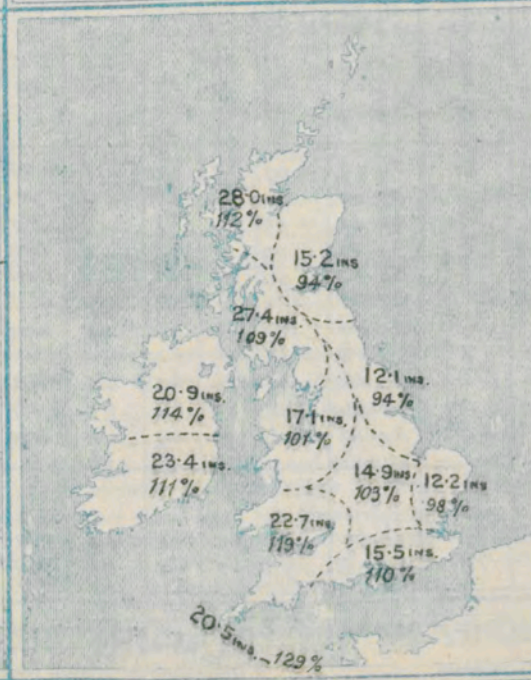 28·0 INS.
112%
15·2 INS
94%
27·4 INS.
109%
12·1 INS.
94%
20·9 INS.
114%
17·1 INS.
101%
23·4 INS.
111%
14·9 INS
103%
12·2 INS
98%
22·7 INS.
119%
15·5 INS.
110%
20·5 INS. 129%